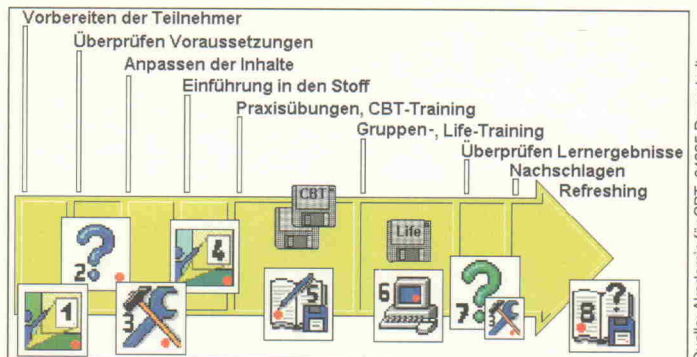 Vorbereiten der Teilnehmer
Überprüfen Voraussetzungen
Anpassen der Inhalte
Einführung in den Stoff
Praxisübungen, CBT-Training
Gruppen-, Life-Training
Überprüfen Lernergebnisse
Nachschlagen
Refreshing
CBT
Life
1
2
3
4
5
6
7
3
8